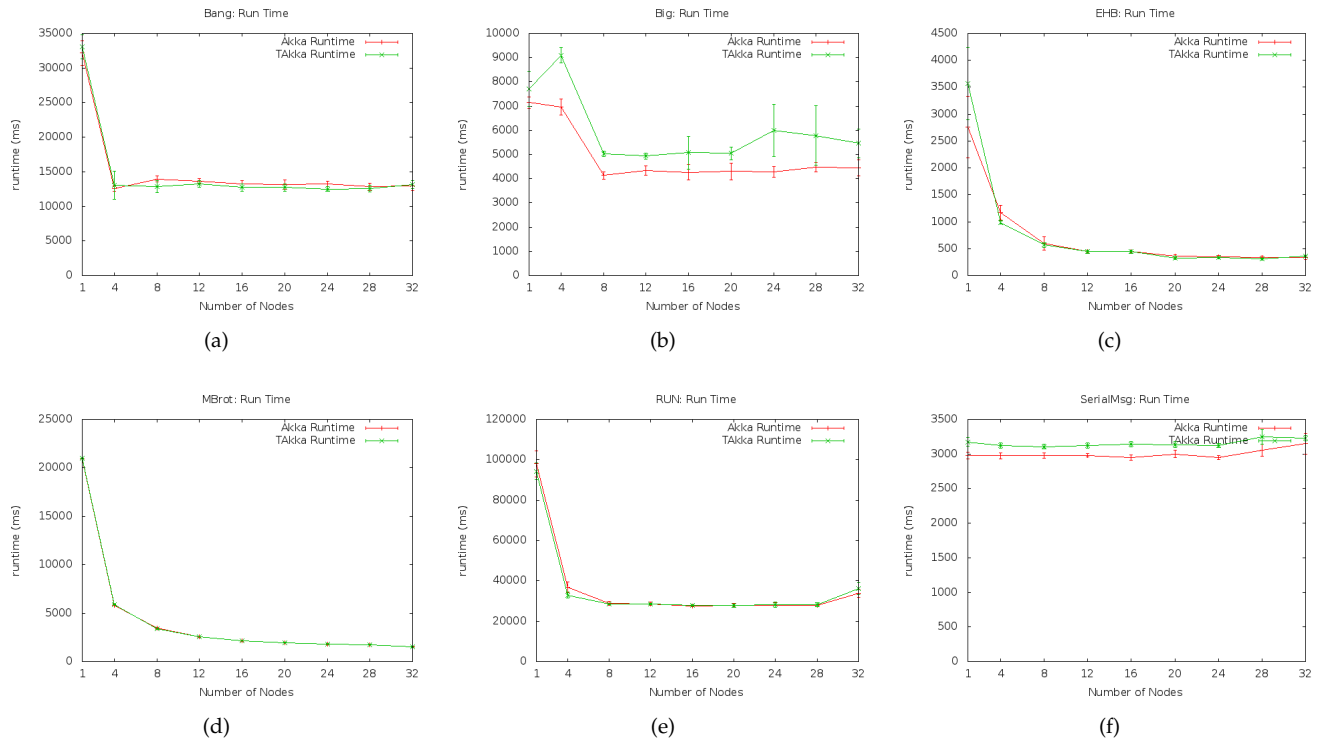 Bang: Run Time
35000
30000
25000
20000
15000
10000
5000
0
runtime (ms)
Akka Runtime
TAkka Runtime
1 4 8 12 16 20 24 28 32
Number of Nodes
(a)
Big: Run Time
10000
9000
8000
7000
6000
5000
4000
3000
2000
1000
0
runtime (ms)
Akka Runtime
TAkka Runtime
1 4 8 12 16 20 24 28 32
Number of Nodes
(b)
EHB: Run Time
4500
4000
3500
3000
2500
2000
1500
1000
500
0
runtime (ms)
Akka Runtime
TAkka Runtime
1 4 8 12 16 20 24 28 32
Number of Nodes
(c)
MBrot: Run Time
25000
20000
15000
10000
5000
0
runtime (ms)
Akka Runtime
TAkka Runtime
1 4 8 12 16 20 24 28 32
Number of Nodes
(d)
RUN: Run Time
120000
100000
80000
60000
40000
20000
0
runtime (ms)
Akka Runtime
TAkka Runtime
1 4 8 12 16 20 24 28 32
Number of Nodes
(e)
SerialMsg: Run Time
3500
3000
2500
2000
1500
1000
500
0
runtime (ms)
Akka Runtime
TAkka Runtime
1 4 8 12 16 20 24 28 32
Number of Nodes
(f)